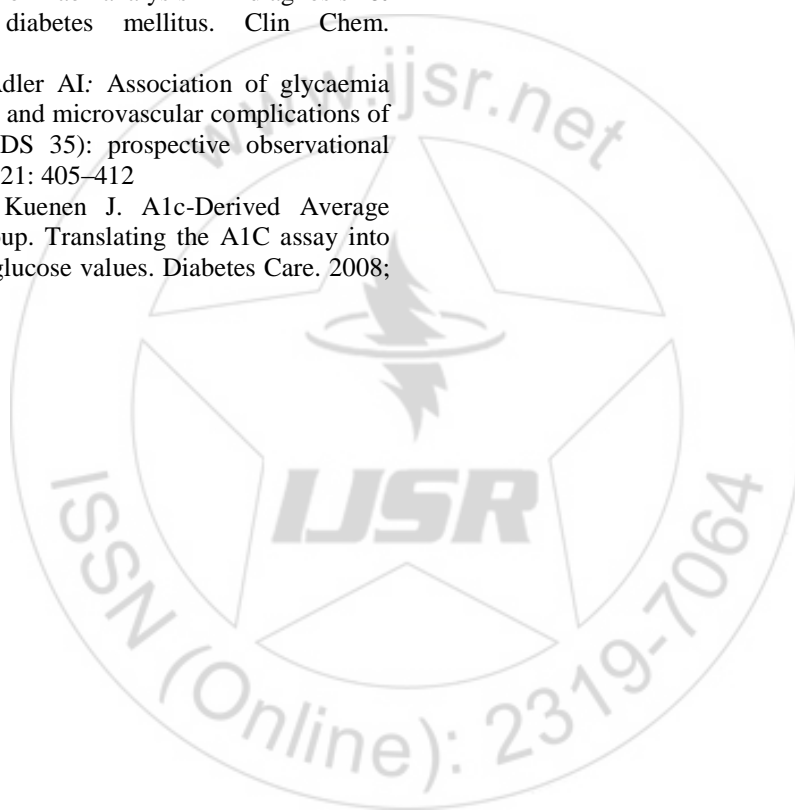 diabetes mellitus. Clin Chem.
Adler AI: Association of glycaemia
and microvascular complications of
DS 35): prospective observational
21: 405–412
Kuenen J. A1c-Derived Average
oup. Translating the A1C assay into
glucose values. Diabetes Care. 2008;
www.ijsr.net
IJSR
ISSN (Online): 2319-7064